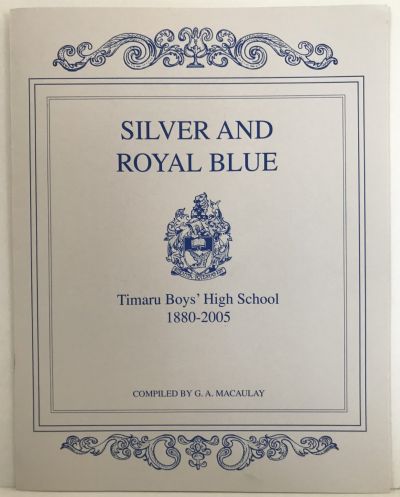 SILVER AND
ROYAL BLUE
Timaru Boys' High School
1880-2005
COMPILED BY G. A. MACAULAY